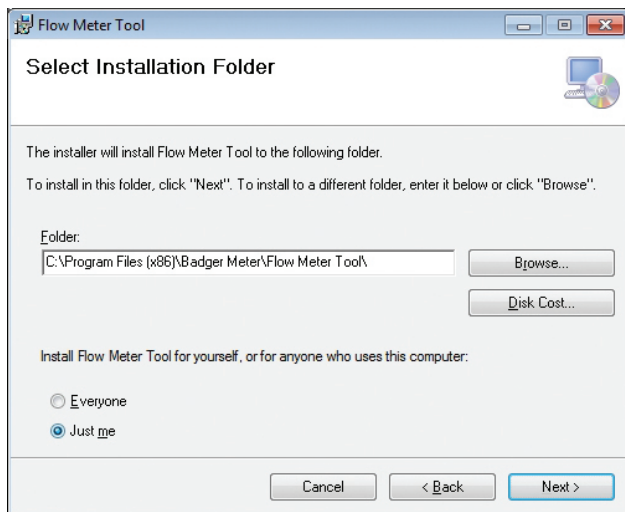 Flow Meter Tool
Select Installation Folder
The installer will install Flow Meter Tool to the following folder.
To install in this folder, click "Next". To install to a different folder, enter it below or click "Browse".
Folder:
C:\Program Files (x86)\Badger Meter\Flow Meter Tool\
Browse...
Disk Cost...
Install Flow Meter Tool for yourself, or for anyone who uses this computer:
Everyone
Just me
Cancel
< Back
Next >